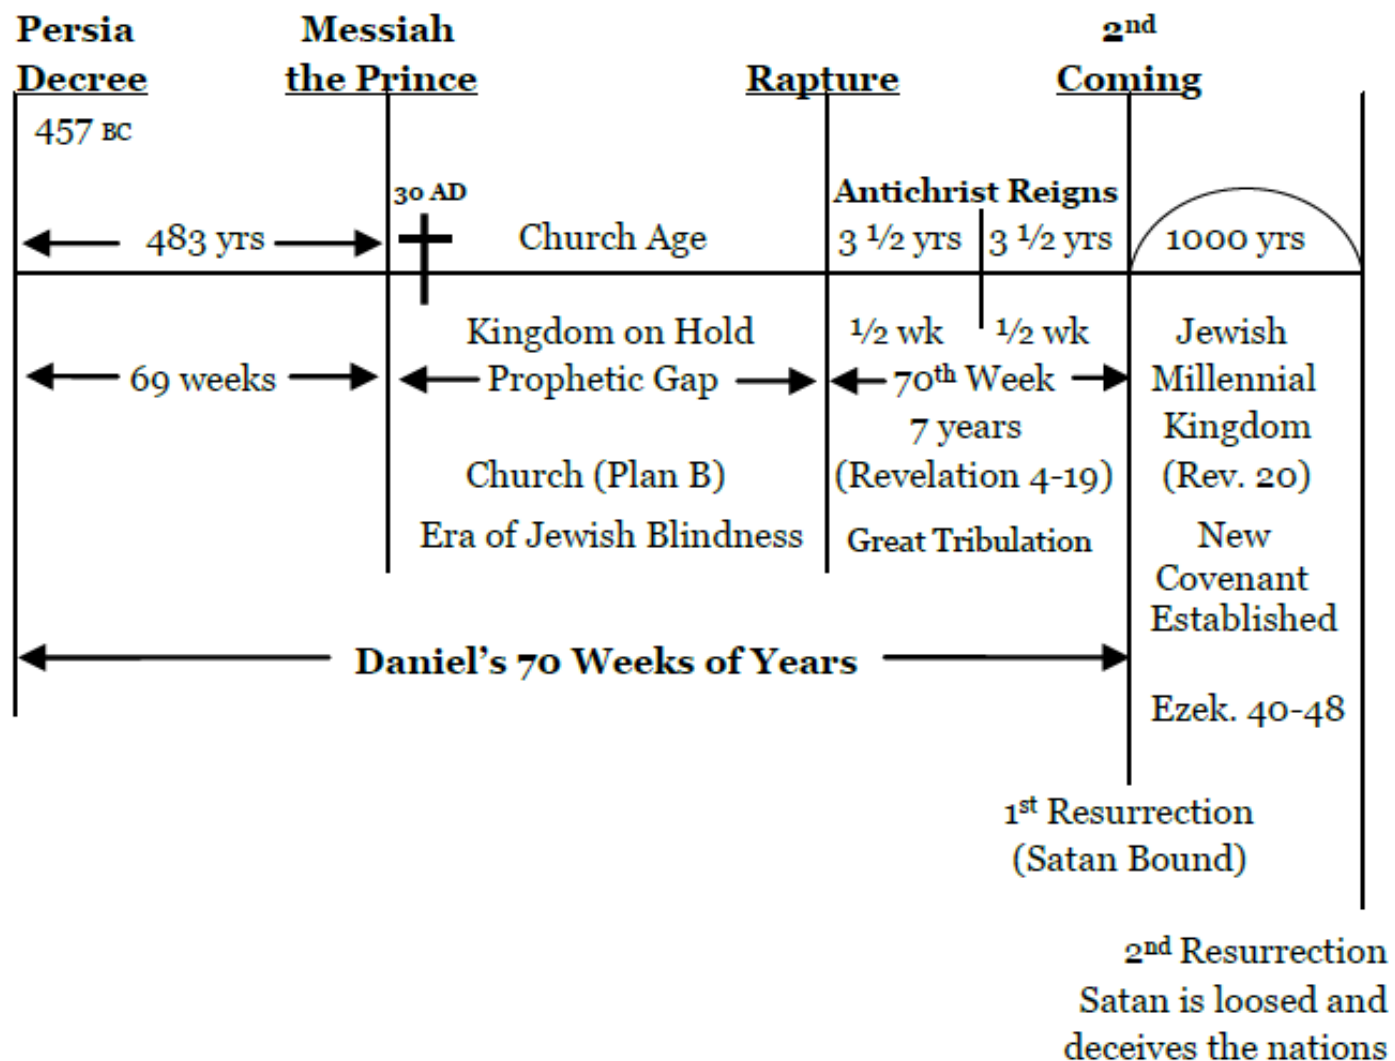 Persia Decree
Messiah the Prince
Rapture
2nd Coming
457 BC
30 AD
Antichrist Reigns
483 yrs
Church Age
3 ½ yrs
3 ½ yrs
1000 yrs
69 weeks
Kingdom on Hold
Prophetic Gap
Church (Plan B)
Era of Jewish Blindness
½ wk
½ wk
70th Week
7 years
(Revelation 4-19)
Great Tribulation
Jewish
Millennial
Kingdom
(Rev. 20)
New
Covenant
Established
Ezek. 40-48
Daniel's 70 Weeks of Years
1st Resurrection
(Satan Bound)
2nd Resurrection
Satan is loosed and
deceives the nations